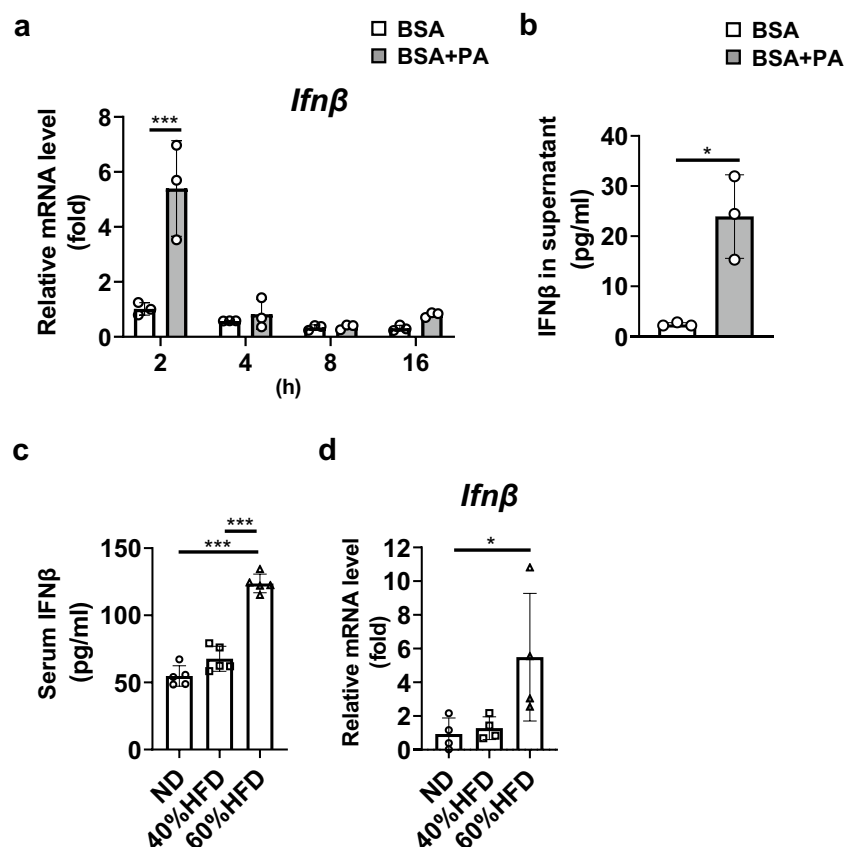 a
BSA
BSA+PA
Ifnβ
Relative mRNA level
(fold)
8
6
4
2
0
***
2
4
8
16
(h)
b
BSA
BSA+PA
IFNβ in supernatant
(pg/ml)
40
30
20
10
0
*
c
Serum IFNβ
(pg/ml)
150
100
50
0
***
***
ND
40%HFD
60%HFD
d
Ifnβ
Relative mRNA level
(fold)
12
10
8
6
4
2
0
*
ND
40%HFD
60%HFD